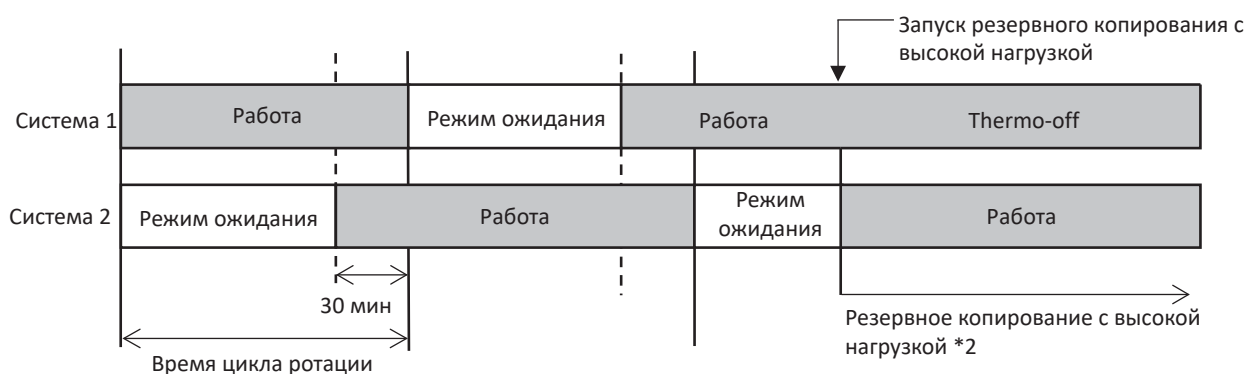 Запуск резервного копирования с
высокой нагрузкой
Система 1
Работа
Режим ожидания
Работа
Thermo-off
Система 2
Режим ожидания
Работа
Режим
ожидания
Работа
30 мин
Время цикла ротации
Резервное копирование с высокой
нагрузкой *2